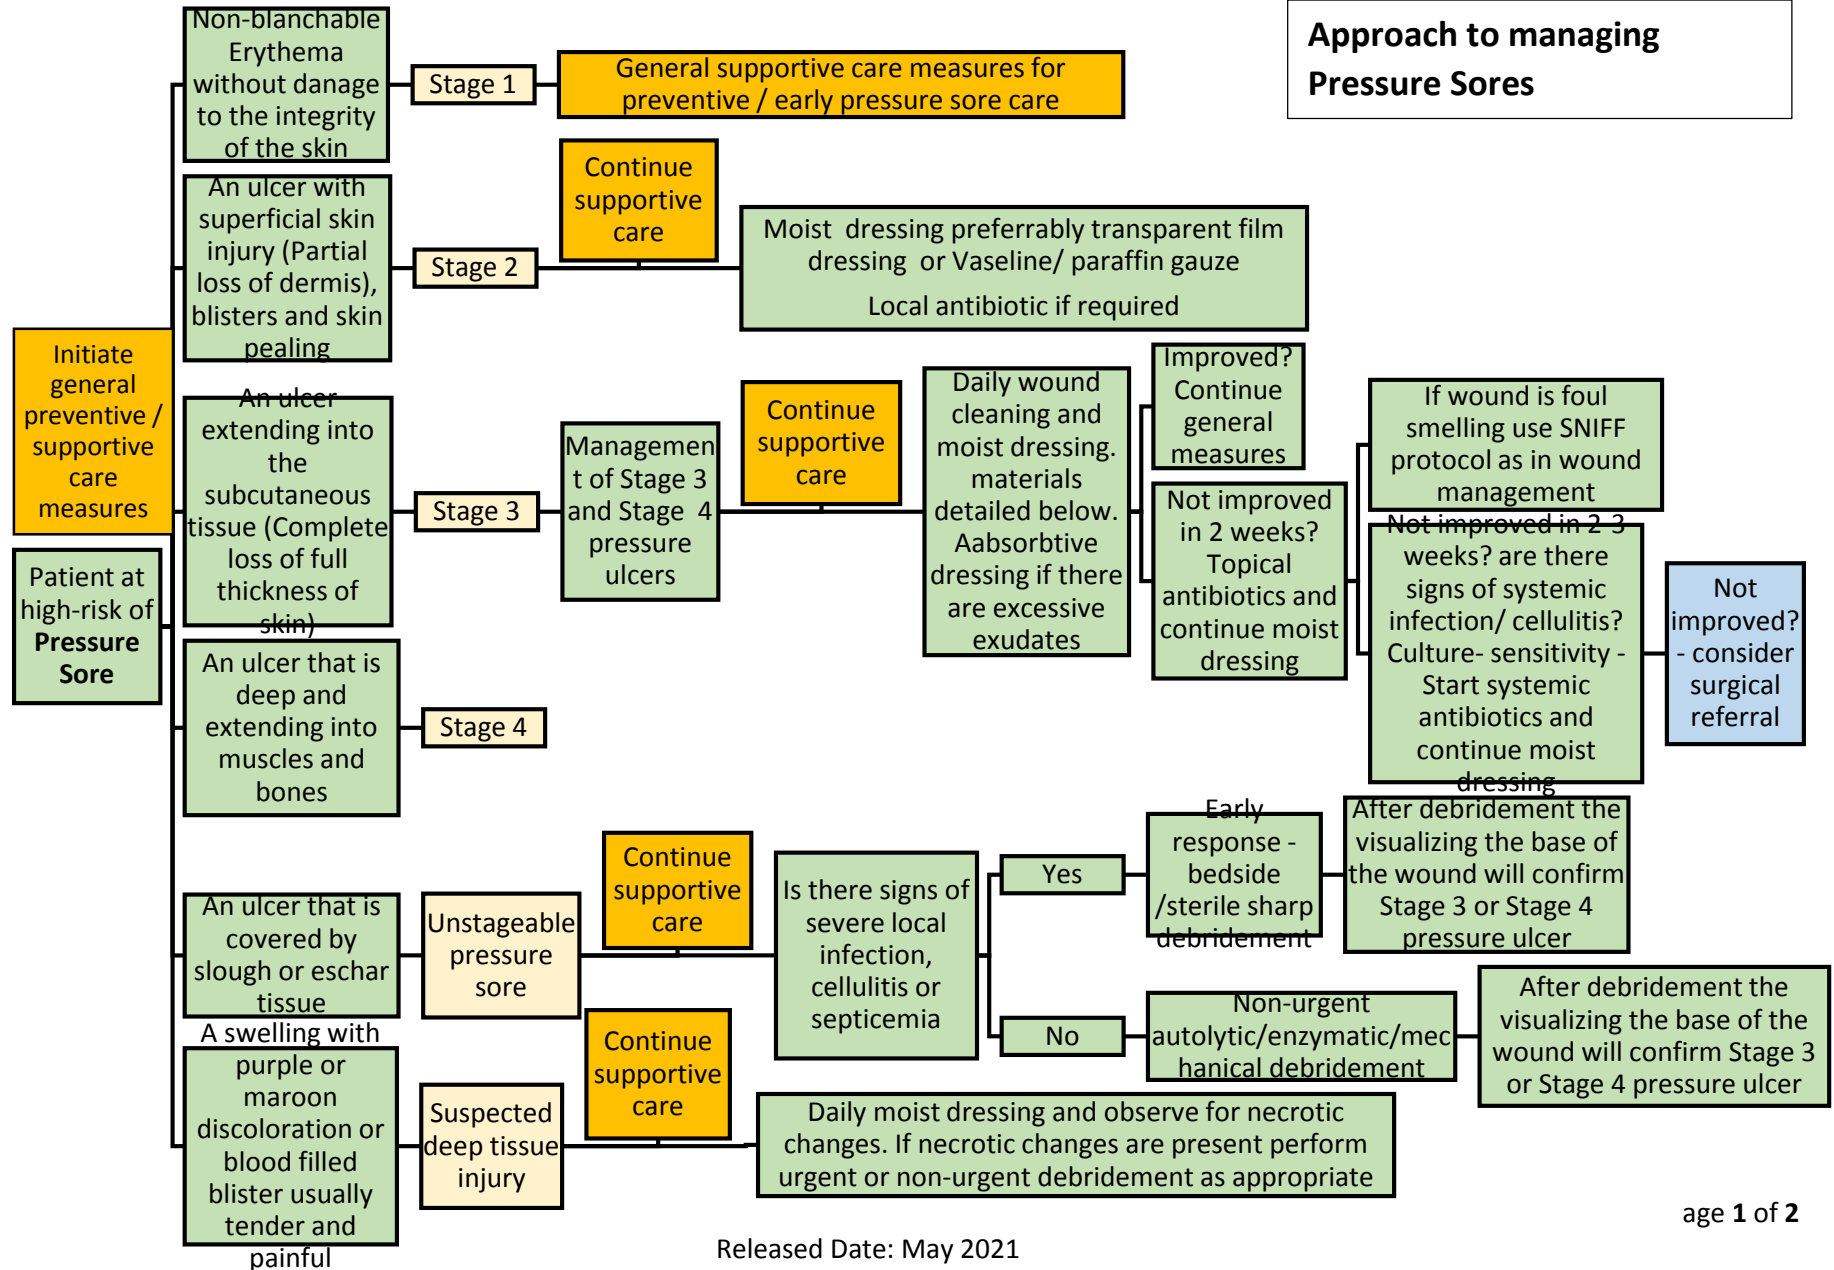 Approach to managing
Pressure Sores
Initiate
general
preventive /
supportive
care
measures
Patient at
high-risk of
Pressure
Sore
Non-blanchable
Erythema
without damage
to the integrity
of the skin
Stage 1
General supportive care measures for
preventive / early pressure sore care
An ulcer with
superficial skin
injury (Partial
loss of dermis),
blisters and skin
pealing
Stage 2
Continue
supportive
care
Moist dressing preferrably transparent film
dressing or Vaseline/ paraffin gauze
Local antibiotic if required
An ulcer
extending into
the
subcutaneous
tissue (Complete
loss of full
thickness of
skin)
Stage 3
Managemen
t of Stage 3
and Stage 4
pressure
ulcers
Continue
supportive
care
Daily wound
cleaning and
moist dressing.
materials
detailed below.
Aabsorbtive
dressing if there
are excessive
exudates
Improved?
Continue
general
measures
Not improved
in 2 weeks?
Topical
antibiotics and
continue moist
dressing
If wound is foul
smelling use SNIFF
protocol as in wound
management
Not improved in 2-3
weeks? are there
signs of systemic
infection/ cellulitis?
Culture- sensitivity -
Start systemic
antibiotics and
continue moist
dressing
Not
improved?
- consider
surgical
referral
An ulcer that is
deep and
extending into
muscles and
bones
Stage 4
An ulcer that is
covered by
slough or eschar
tissue
Unstageable
pressure
sore
Continue
supportive
care
Is there signs of
severe local
infection,
cellulitis or
septicemia
Yes
Early
response -
bedside
/sterile sharp
debridement
After debridement the
visualizing the base of
the wound will confirm
Stage 3 or Stage 4
pressure ulcer
No
Non-urgent
autolytic/enzymatic/mec
hanical debridement
After debridement the
visualizing the base of the
wound will confirm Stage 3
or Stage 4 pressure ulcer
A swelling with
purple or
maroon
discoloration or
blood filled
blister usually
tender and
painful
Suspected
deep tissue
injury
Continue
supportive
care
Daily moist dressing and observe for necrotic
changes. If necrotic changes are present perform
urgent or non-urgent debridement as appropriate
age 1 of 2
Released Date: May 2021